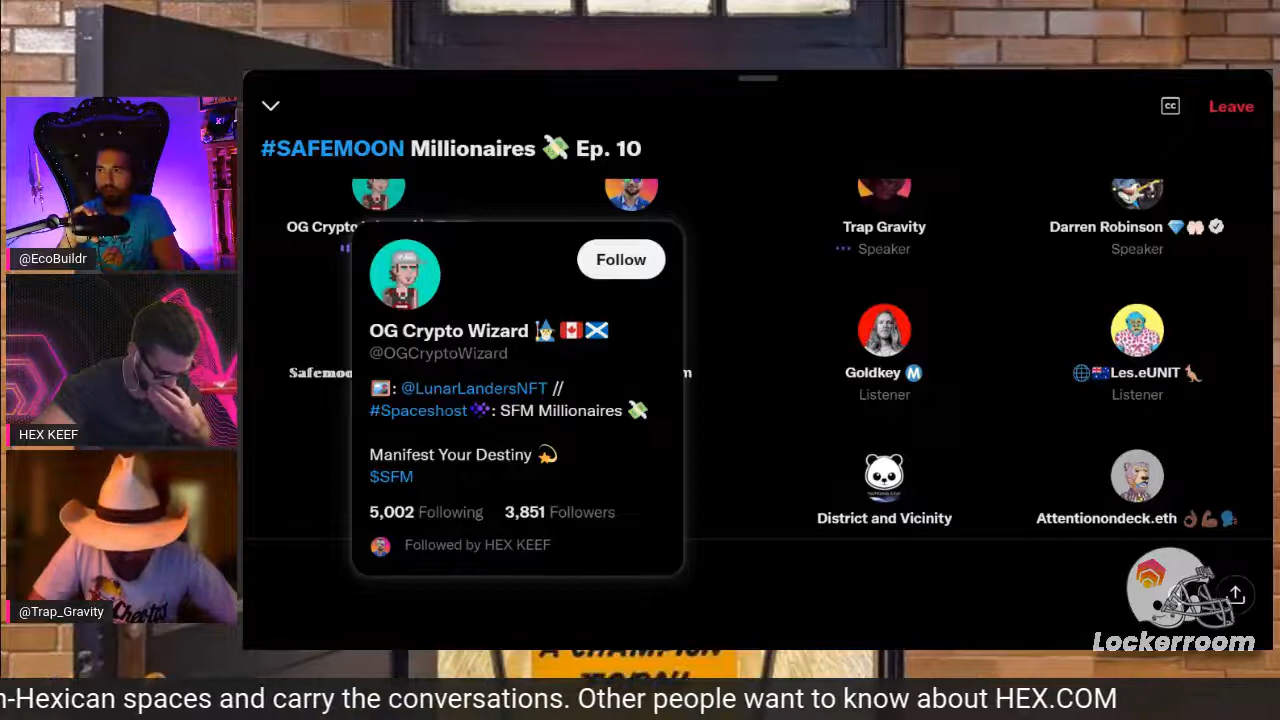 Leave
#SAFEMOON Millionaires 💸 Ep. 10
OG Crypto
Trap Gravity
Speaker
Darren Robinson 💎🙌🏻
Speaker
Follow
OG Crypto Wizard 🧙‍♂️🇨🇦🏴󠁧󠁢󠁳󠁣󠁴󠁿
@OGCryptoWizard
🖼️: @LunarLandersNFT //
#Spaceshost👾: SFM Millionaires 💸
Manifest Your Destiny 💫
$SFM
5,002 Following 3,851 Followers
Followed by HEX KEEF
Goldkey Ⓜ️
Listener
🌐🇦🇺Les.eUNIT 🦘
Listener
District and Vicinity
Attentionondeck.eth 👌🏾💪🏾🗣️
@EcoBuildr
HEX KEEF
@Trap_Gravity
Cheetos
Lockerroom
A CHAMPION
TODAY!
n-Hexican spaces and carry the conversations. Other people want to know about HEX.COM